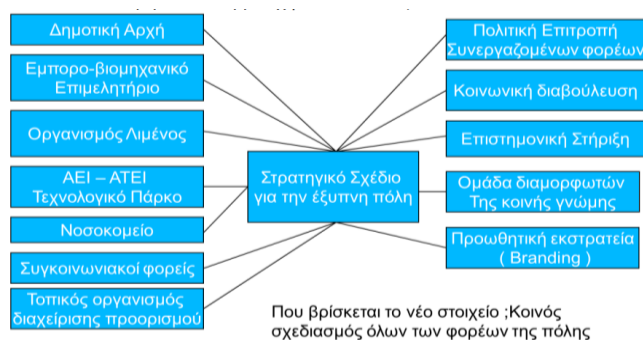 Δημοτική Αρχή
Εμπορο-βιομηχανικό
Επιμελητήριο
Οργανισμός Λιμένος
ΑΕΙ – ΑΤΕΙ
Τεχνολογικό Πάρκο
Νοσοκομείο
Συγκοινωνιακοί φορείς
Τοπικός οργανισμός
διαχείρισης προορισμού
Στρατηγικό Σχέδιο
για την έξυπνη πόλη
Πολιτική Επιτροπή
Συνεργαζομένων φορέων
Κοινωνική διαβούλευση
Επιστημονική Στήριξη
Ομάδα διαμορφωτών
Της κοινής γνώμης
Προωθητική εκστρατεία
( Branding )
Που βρίσκεται το νέο στοιχείο ;Κοινός
σχεδιασμός όλων των φορέων της πόλης